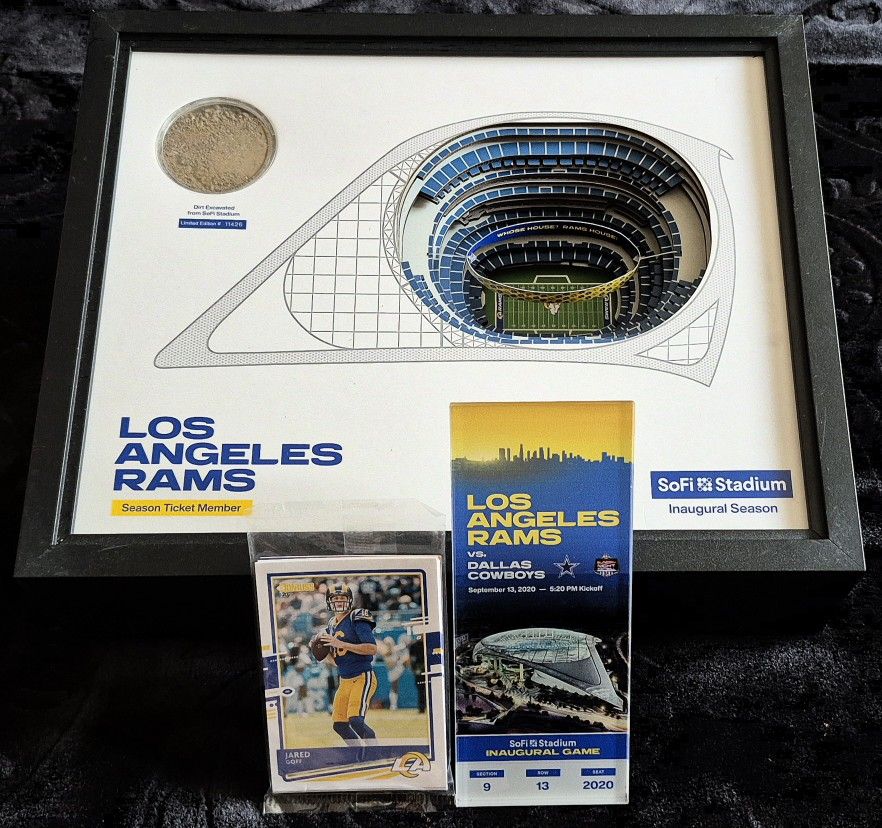 Dirt Excavated
from SoFi Stadium
Limited Edition # 11426
WHOSE HOUSE? RAMS HOUSE!
LOS
ANGELES
RAMS
Season Ticket Member
SoFi Stadium
Inaugural Season
LOS
ANGELES
RAMS
VS.
DALLAS
COWBOYS
September 13, 2020 — 5:20 PM Kickoff
SoFi Stadium
INAUGURAL GAME
SECTION ROW SEAT
9 13 2020
DONRUSS
JARED
GOFF
LA